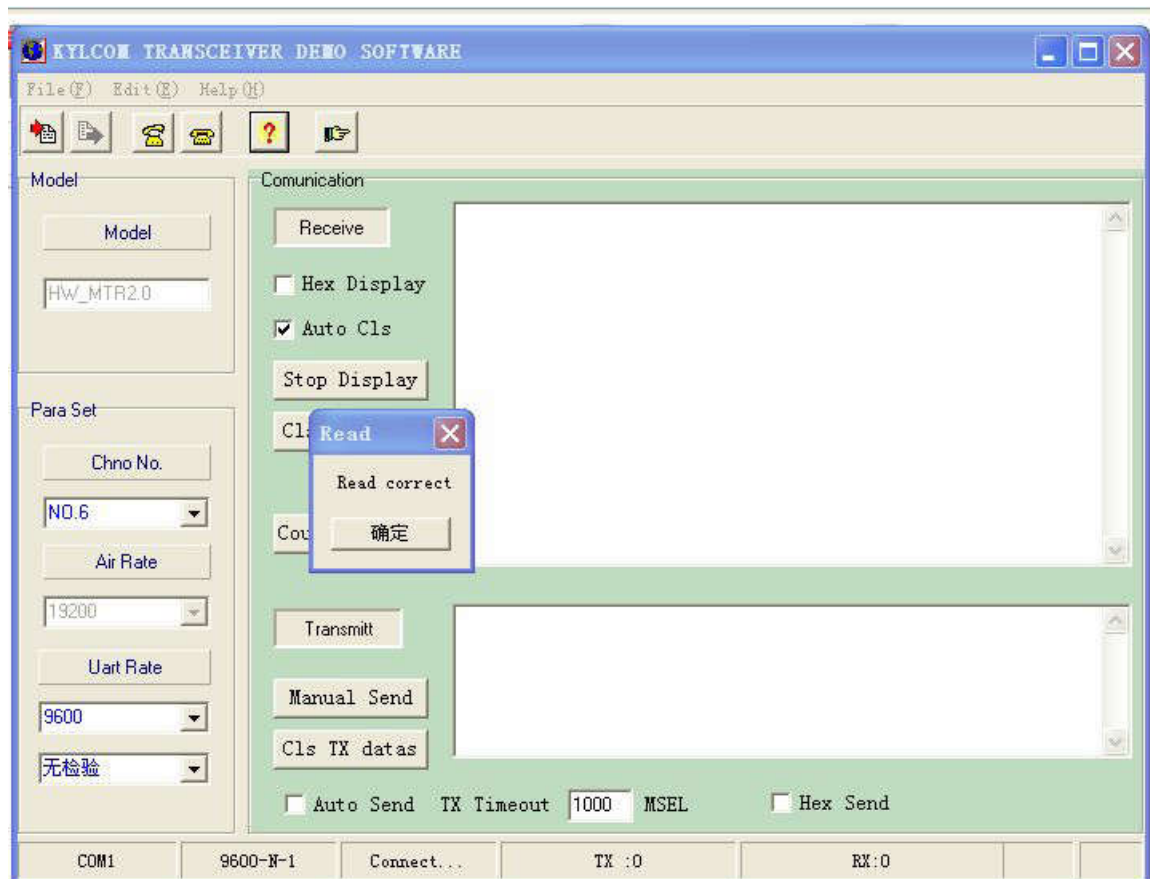 KYLCOM TRANSCEIVER DEMO SOFTWARE
File(F) Edit(E) Help(H)
?
Model
Model
HW_MTR2.0
Para Set
Chno No.
NO.6
Air Rate
19200
Uart Rate
9600
无检验
Comunication
Receive
Hex Display
Auto Cls
Stop Display
Read
Read correct
确定
Transmitt
Manual Send
Cls TX datas
Auto Send TX Timeout 1000 MSEL Hex Send
COM1 9600-N-1 Connect... TX :0 RX:0